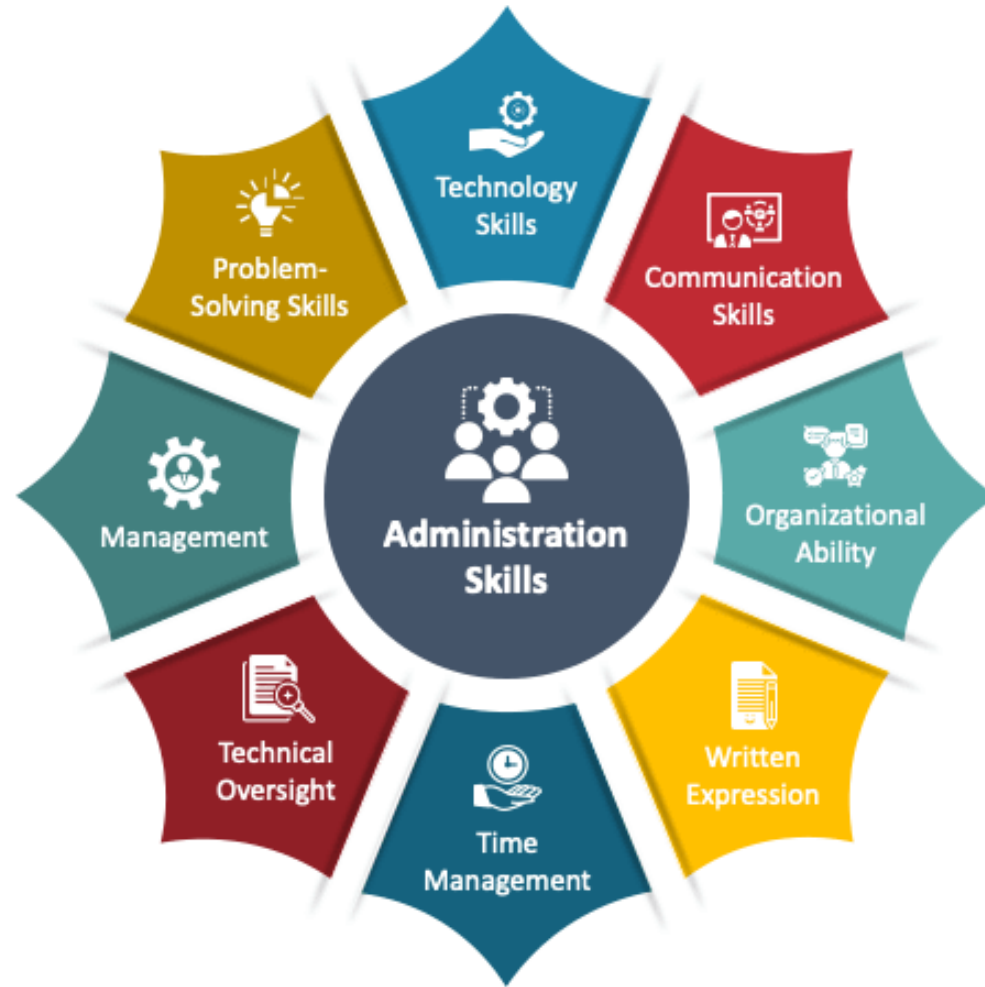 Technology
Skills
Communication
Skills
Organizational
Ability
Written
Expression
Time
Management
Technical
Oversight
Management
Problem-
Solving Skills
Administration
Skills